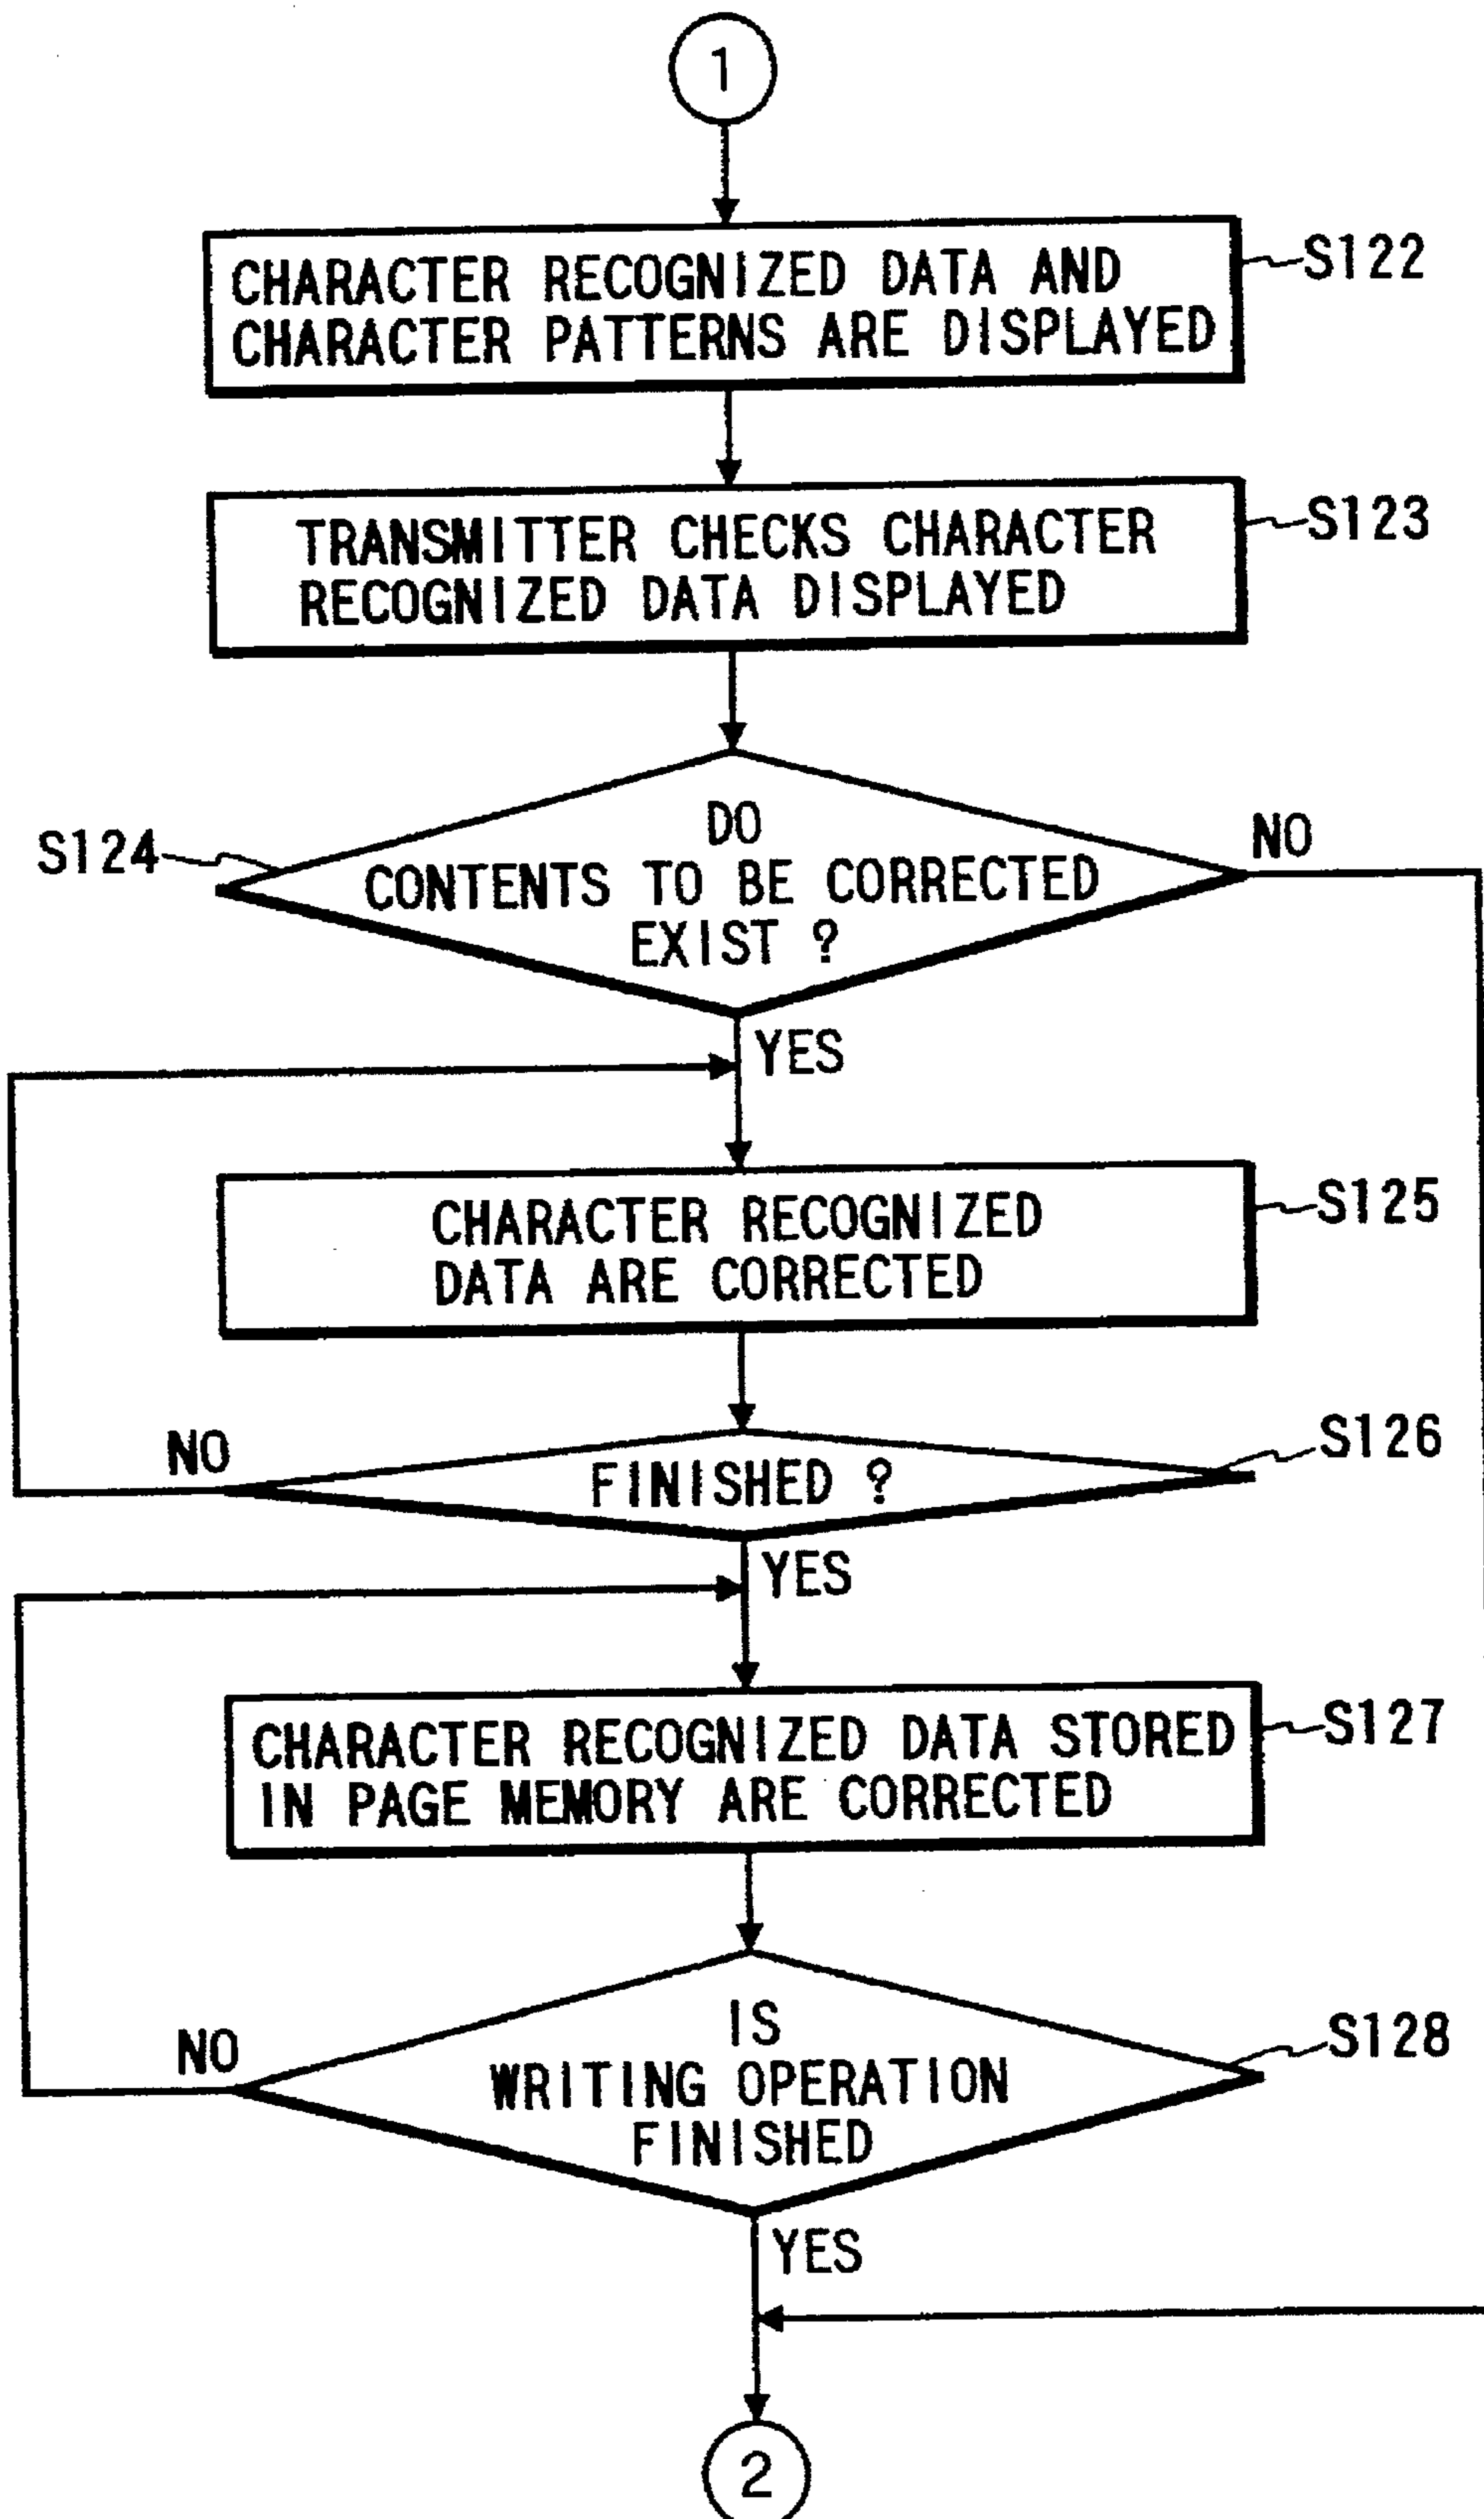 1
CHARACTER RECOGNIZED DATA AND
CHARACTER PATTERNS ARE DISPLAYED
S122
TRANSMITTER CHECKS CHARACTER
RECOGNIZED DATA DISPLAYED
S123
DO
CONTENTS TO BE CORRECTED
EXIST ?
S124
NO
YES
CHARACTER RECOGNIZED
DATA ARE CORRECTED
S125
FINISHED ?
S126
NO
YES
CHARACTER RECOGNIZED DATA STORED
IN PAGE MEMORY ARE CORRECTED
S127
IS
WRITING OPERATION
FINISHED
S128
NO
YES
2